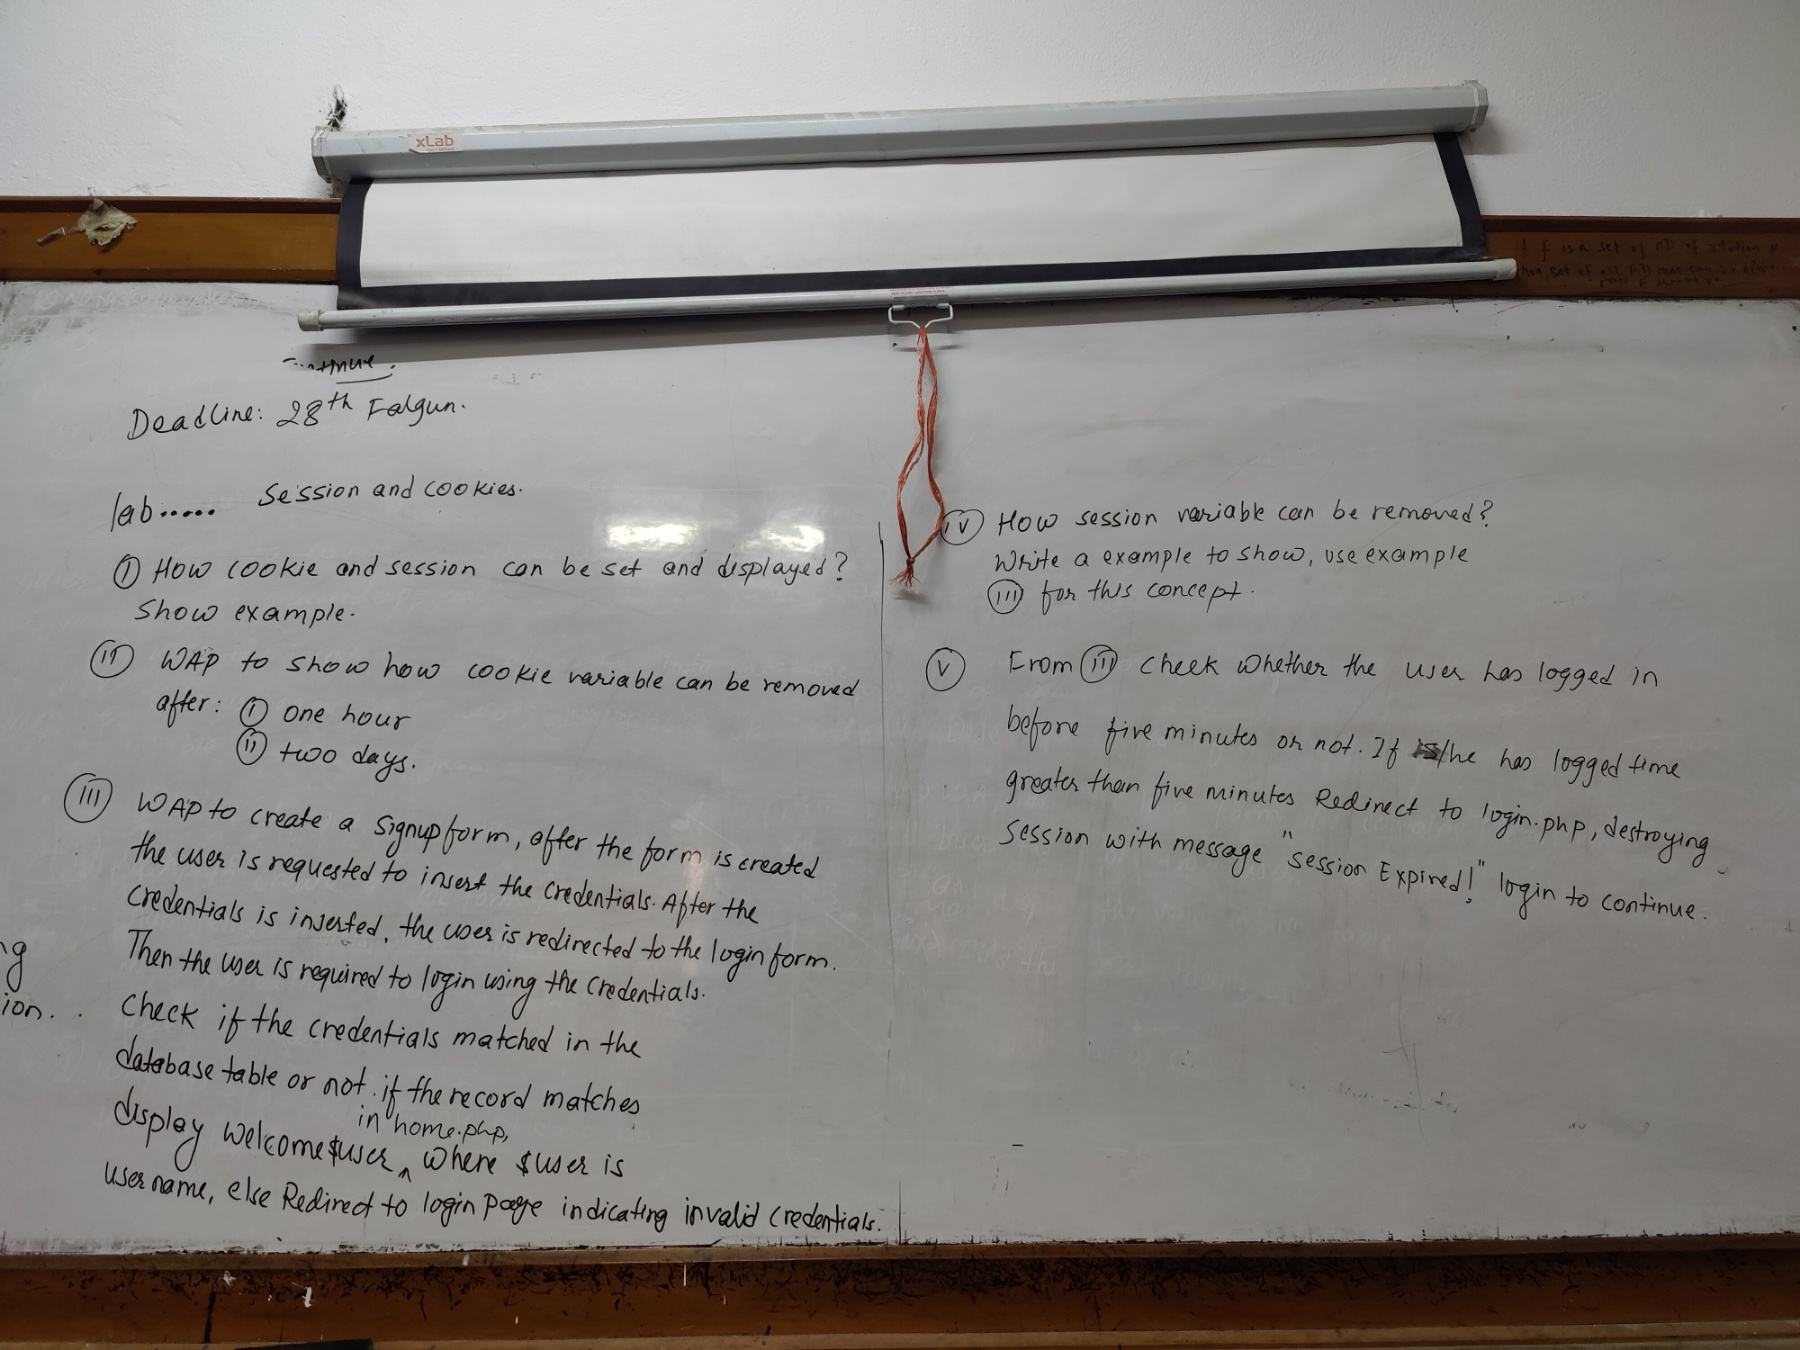 xLab
Deadline: 28th Falgun.
lab..... Session and cookies.
(i) How cookie and session can be set and displayed?
Show example.
(ii) WAP to show how cookie variable can be removed
after: (i) one hour
(ii) two days.
(iii) WAP to create a signup form, after the form is created
the user is requested to insert the credentials. After the
credentials is inserted, the user is redirected to the login form.
Then the user is required to login using the credentials.
Check if the credentials matched in the
database table or not. if the record matches
in home.php,
display welcome $user ^ where $user is
username, else Redirect to login page indicating invalid credentials.
ng
ion..
(iv) How session variable can be removed?
Write a example to show, use example
(iii) for this concept.
(v) From (iii) check whether the user has logged in
before five minutes or not. If s/he has logged time
greater than five minutes Redirect to login.php, destroying
session with message "session Expired!" login to continue.